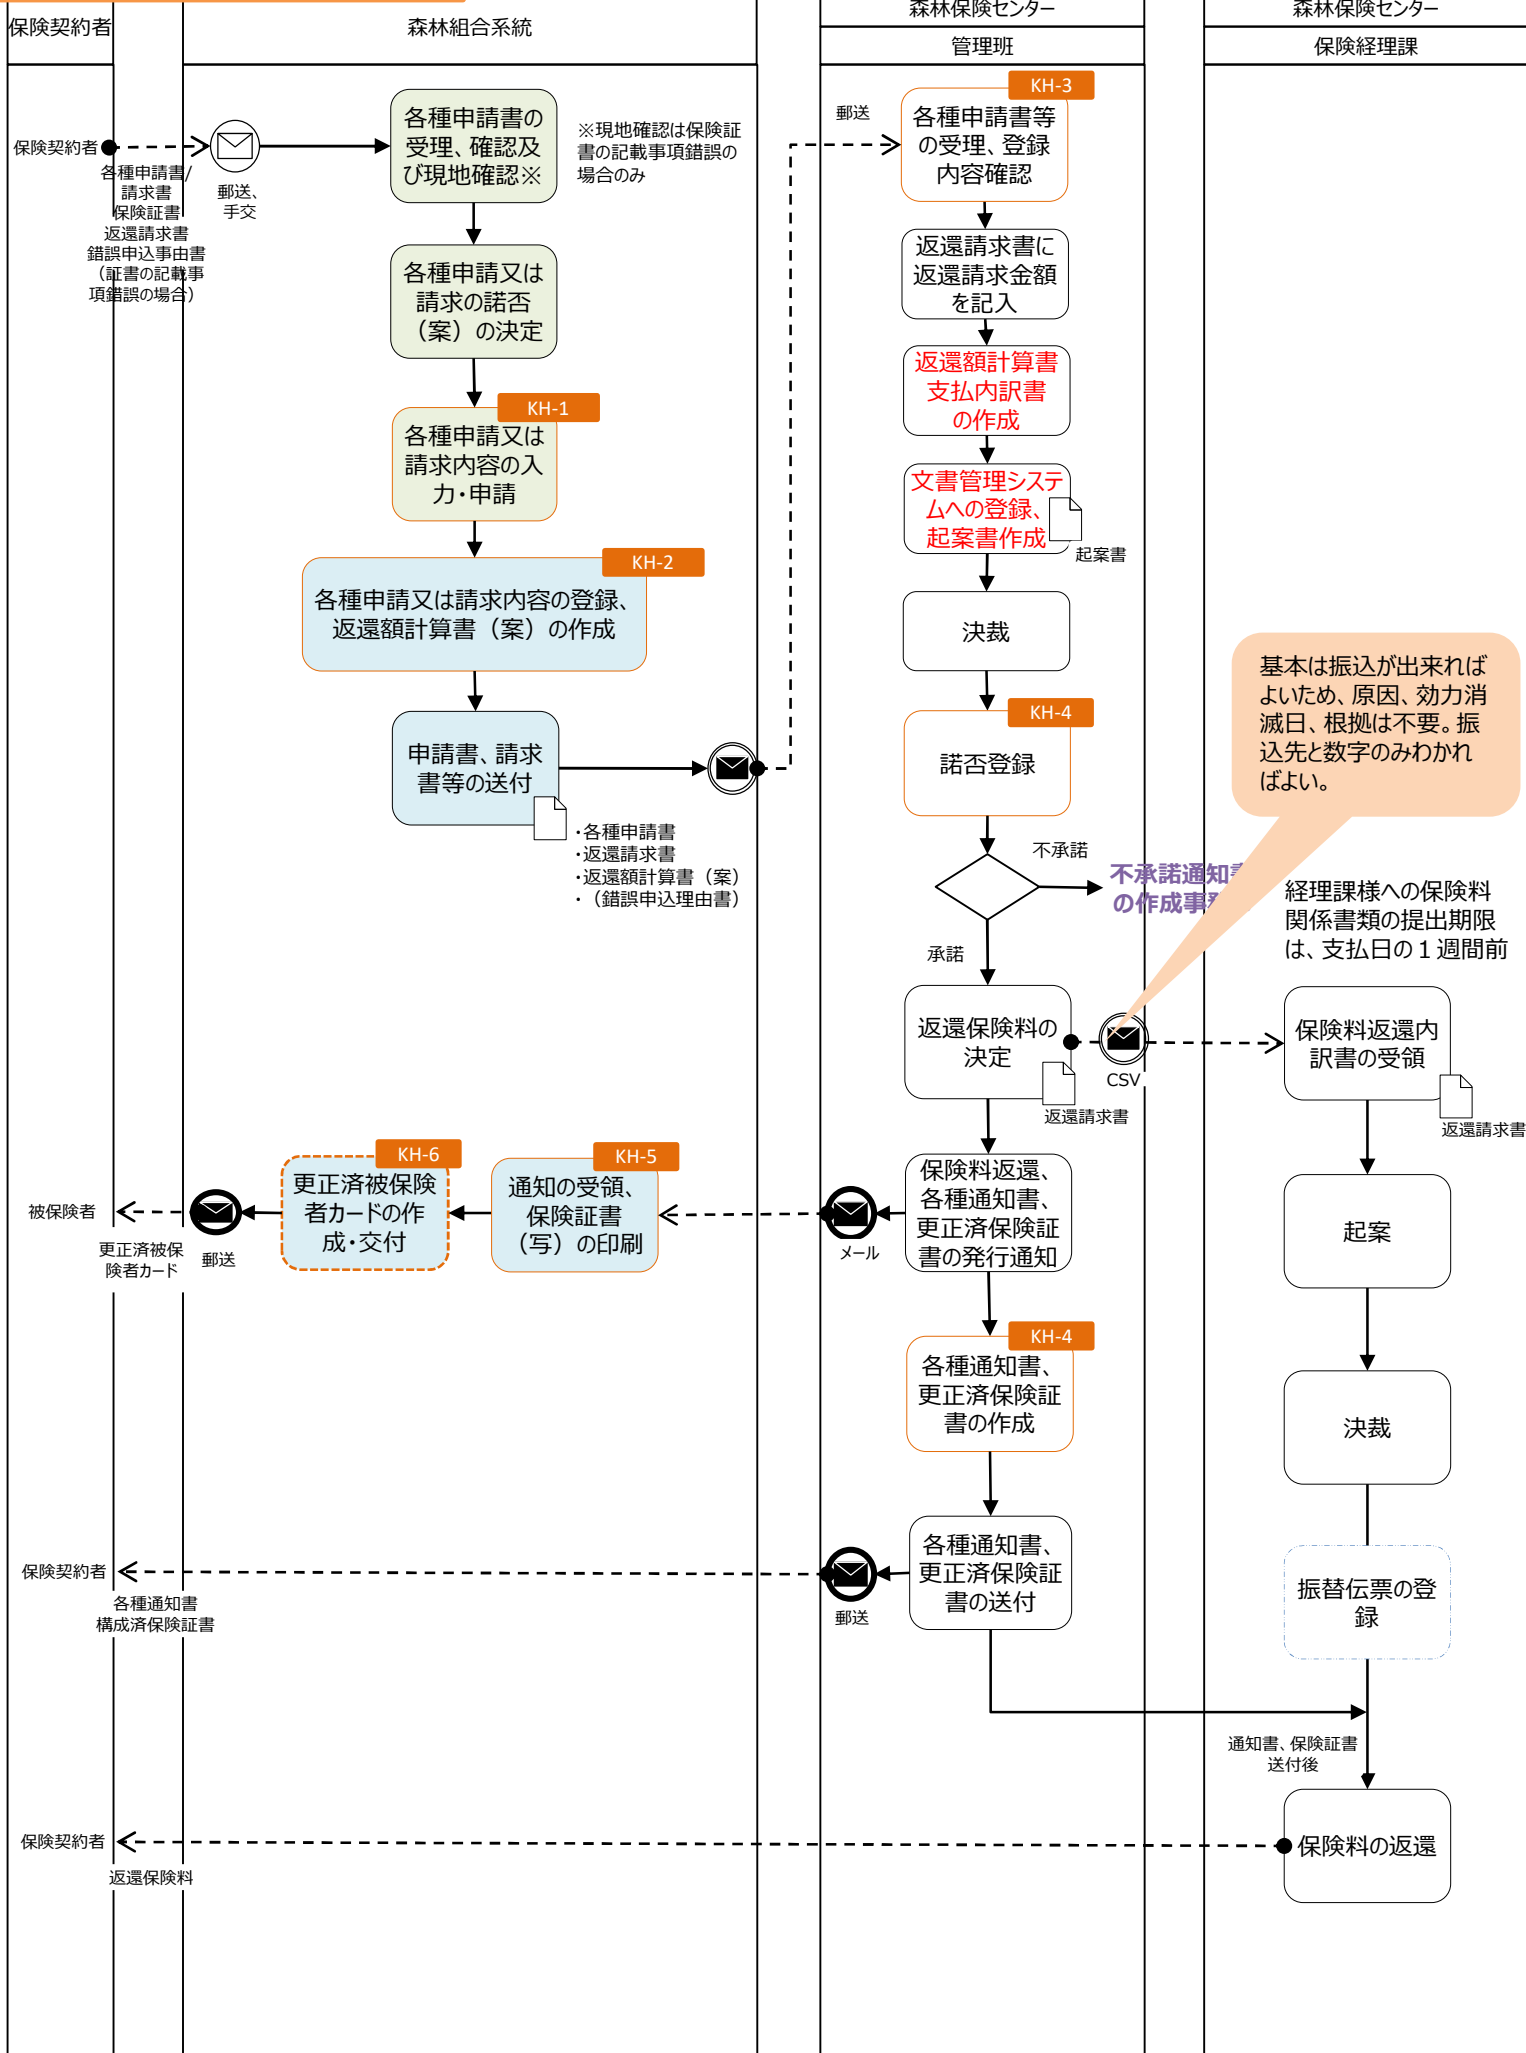 保険契約者
森林組合系統
森林保険センター
管理班
森林保険センター
保険経理課
保険契約者
各種申請書/
請求書
保険証書
返還請求書
錯誤申込事由書
（証書の記載事
項錯誤の場合）
郵送、
手交
各種申請書の
受理、確認及
び現地確認※
※現地確認は保険証
書の記載事項錯誤の
場合のみ
各種申請又は
請求の諾否
（案）の決定
KH-1
各種申請又は
請求内容の入
力・申請
KH-2
各種申請又は請求内容の登録、
返還額計算書（案）の作成
申請書、請求
書等の送付
・各種申請書
・返還請求書
・返還額計算書（案）
・（錯誤申込理由書）
郵送
KH-3
各種申請書等
の受理、登録
内容確認
返還請求書に
返還請求金額
を記入
返還額計算書
支払内訳書
の作成
文書管理システ
ムへの登録、
起案書作成
起案書
決裁
KH-4
諾否登録
不承諾
不承諾通知
の作成事
承諾
基本は振込が出来れば
よいため、原因、効力消
滅日、根拠は不要。振
込先と数字のみわかれ
ばよい。
経理課様への保険料
関係書類の提出期限
は、支払日の１週間前
返還保険料の
決定
返還請求書
CSV
保険料返還内
訳書の受領
返還請求書
保険料返還、
各種通知書、
更正済保険証
書の発行通知
メール
KH-5
通知の受領、
保険証書
（写）の印刷
KH-6
更正済被保険
者カードの作
成・交付
郵送
被保険者
更正済被保
険者カード
起案
KH-4
各種通知書、
更正済保険証
書の作成
決裁
各種通知書、
更正済保険証
書の送付
郵送
保険契約者
各種通知書
構成済保険証書
振替伝票の登
録
通知書、保険証書
送付後
保険料の返還
保険契約者
返還保険料